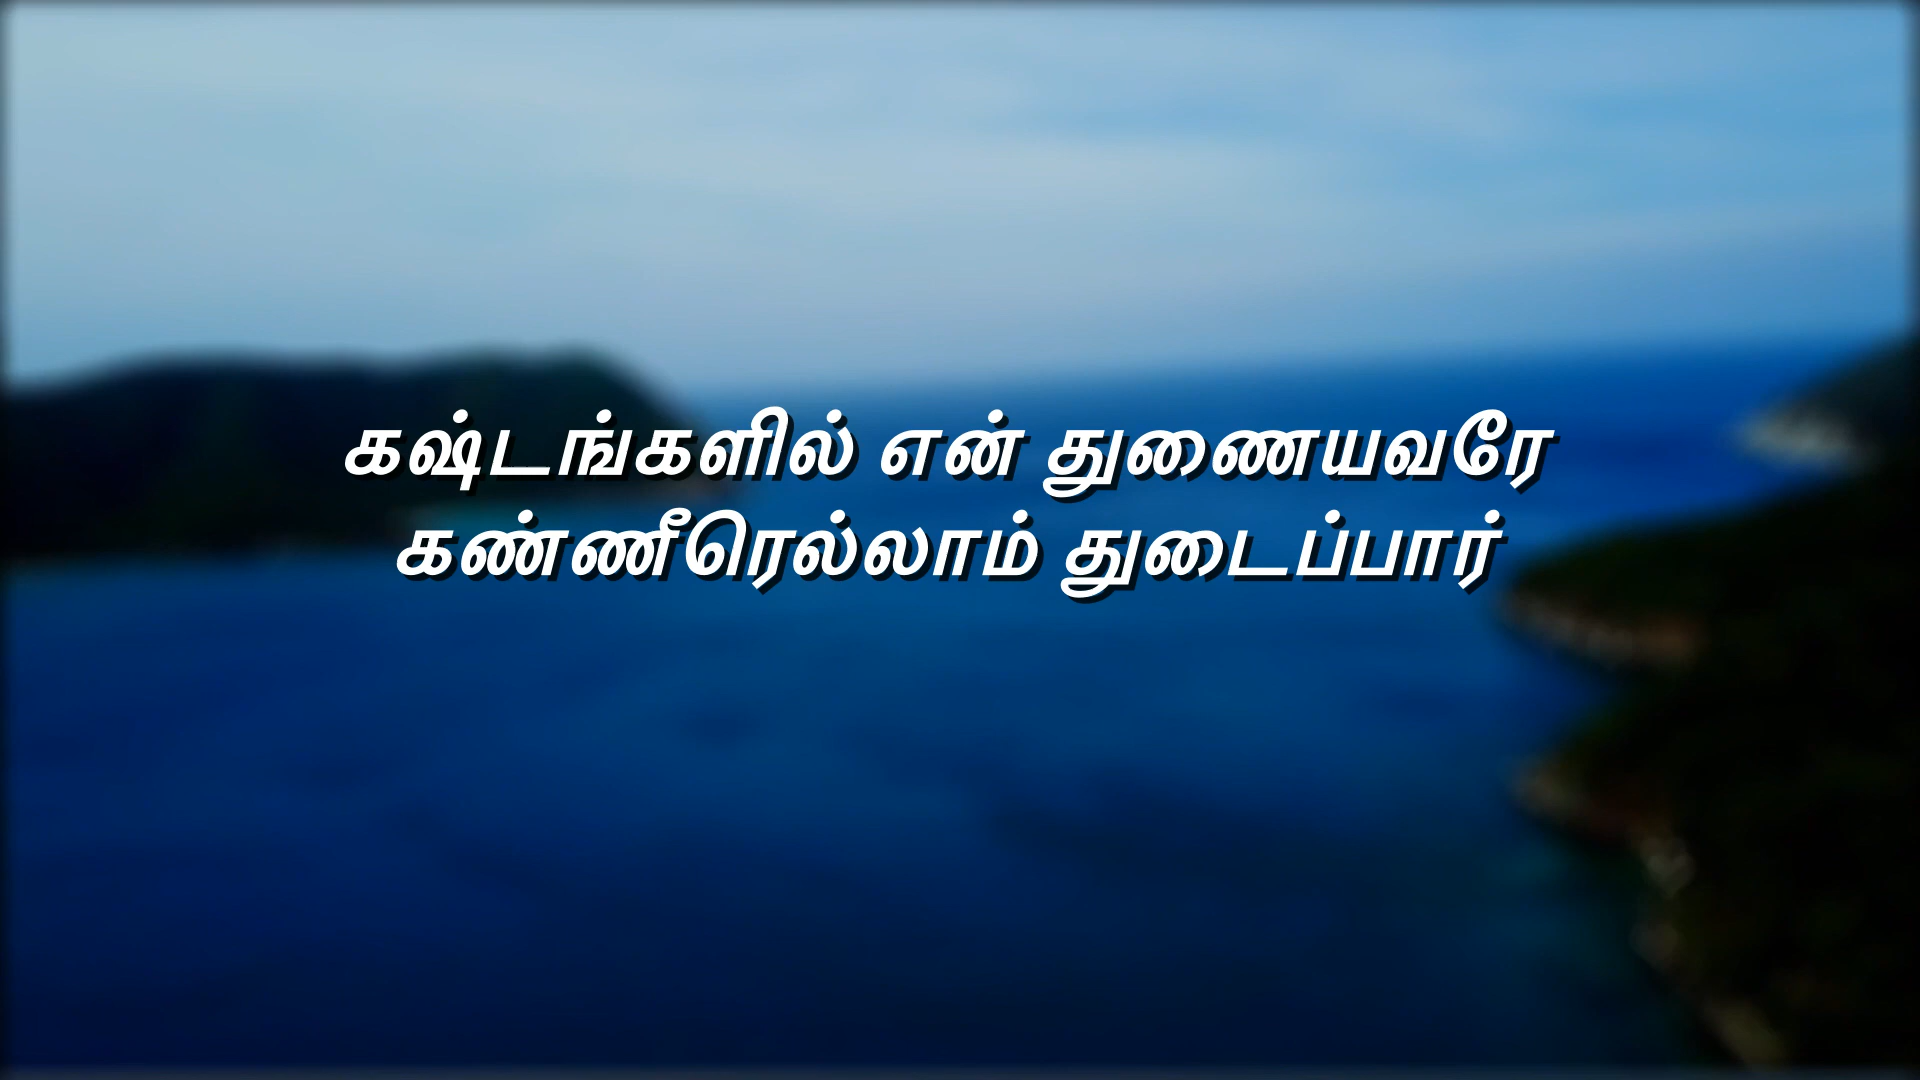 கஷ்டங்களில் என் துணையவரே
கண்ணீரெல்லாம் துடைப்பார்